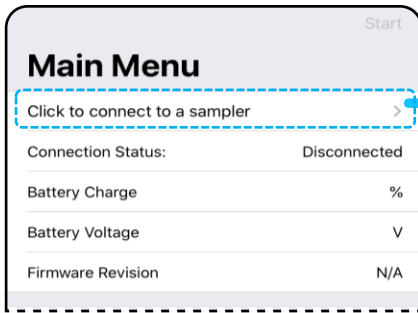 Start
Main Menu
Click to connect to a sampler >
Connection Status: Disconnected
Battery Charge %
Battery Voltage V
Firmware Revision N/A